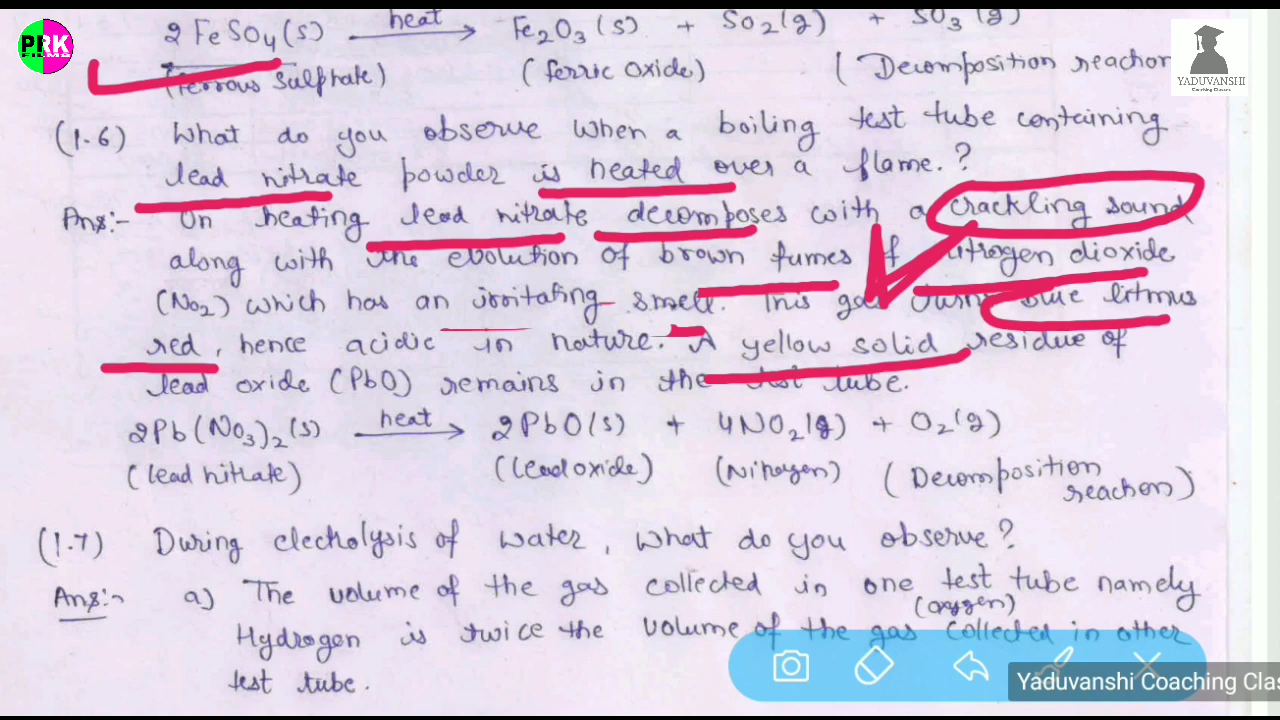 PRK
FILMS
2FeSO4(s) heat Fe2O3(s) + SO2(g) + SO3(g)
(Ferrous Sulphate) (Ferric Oxide) (Decomposition reaction
YADUVANSHI
Coaching Classes
(1.6) What do you observe when a boiling test tube containing
lead nitrate powder is heated over a flame.?
Ans:- On heating lead nitrate decomposes with a crackling sound
along with the evolution of brown fumes of nitrogen dioxide
(NO2) which has an irritating smell. This gas turns blue litmus
red, hence acidic in nature. A yellow solid residue of
lead oxide (PbO) remains in the test tube.
2Pb(NO3)2(s) heat 2PbO(s) + 4NO2(g) + O2(g)
(lead nitrate) (lead oxide) (Nitrogen) (Decomposition
reaction)
(1.7) During electrolysis of water, what do you observe?
Ans:- a) The volume of the gas collected in one test tube namely
(oxygen)
Hydrogen is twice the volume of the gas collected in other
test tube.
Yaduvanshi Coaching Clas